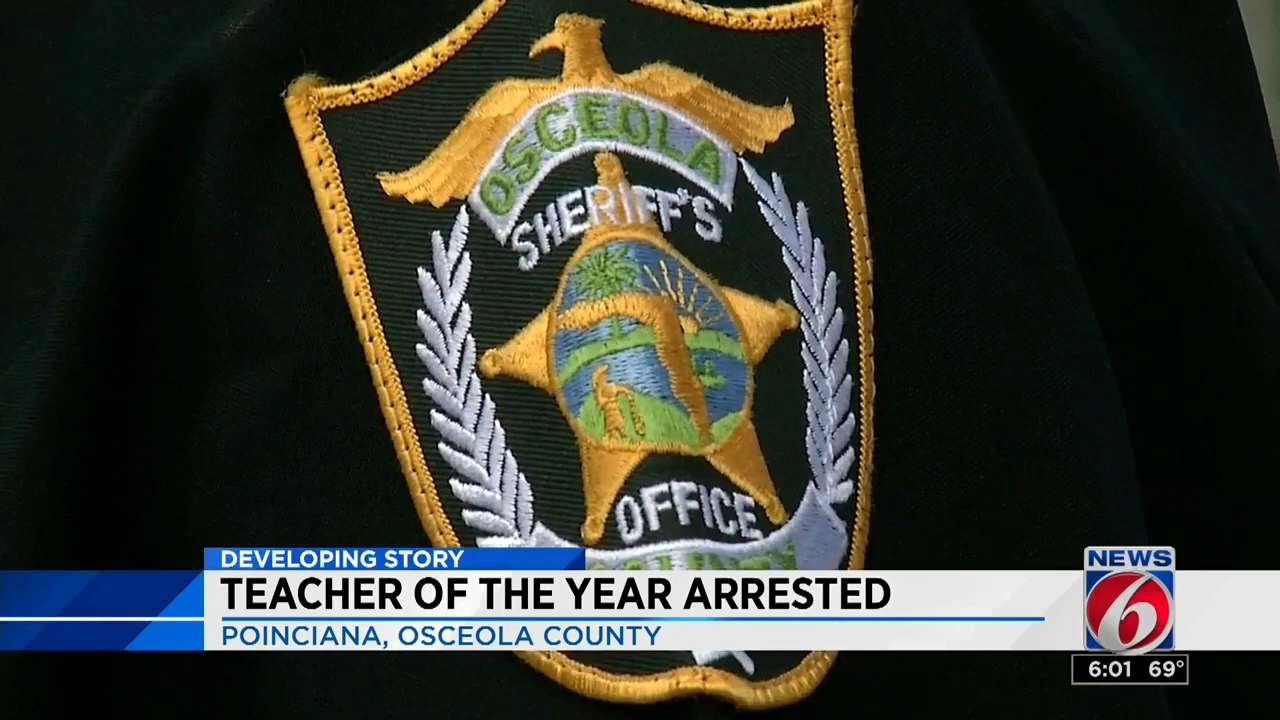 OSCEOLA
SHERIFF'S
OFFICE
DEVELOPING STORY
TEACHER OF THE YEAR ARRESTED
POINCIANA, OSCEOLA COUNTY
NEWS
6
6:01 69°